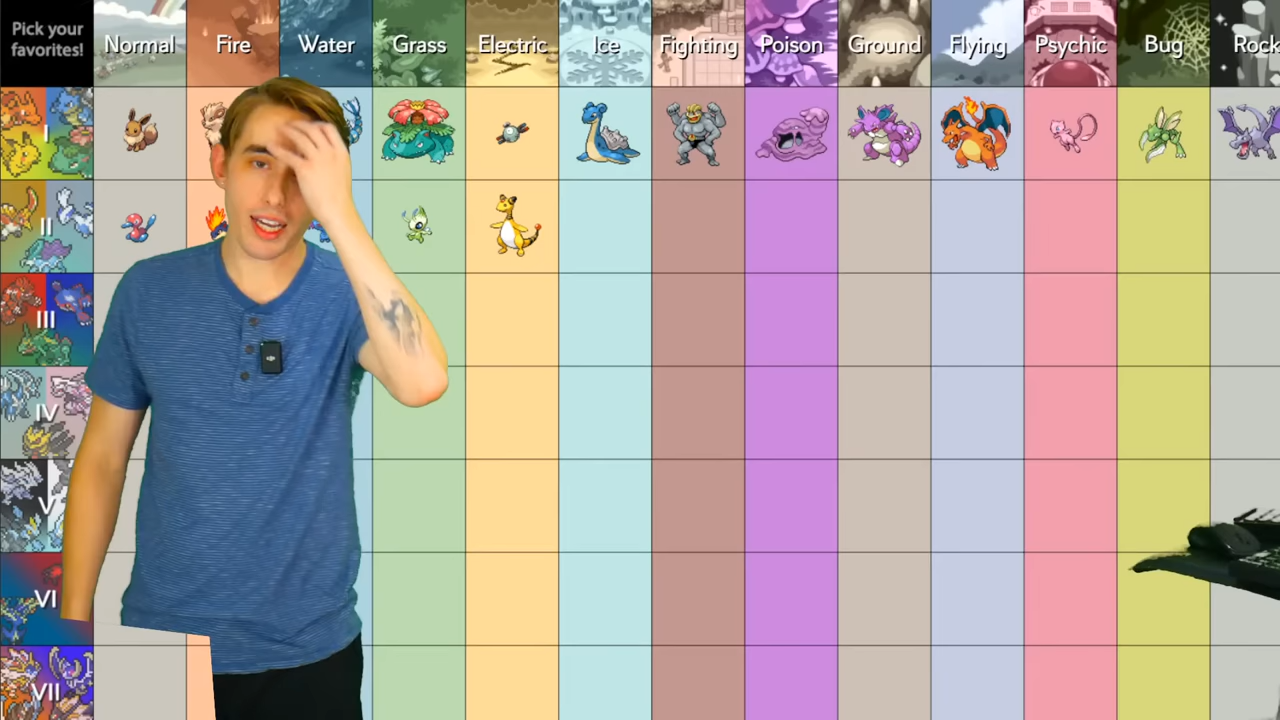 Pick your
favorites!
Normal
Fire
Water
Grass
Electric
Ice
Fighting
Poison
Ground
Flying
Psychic
Bug
Rock
I
II
III
IV
V
VI
VII